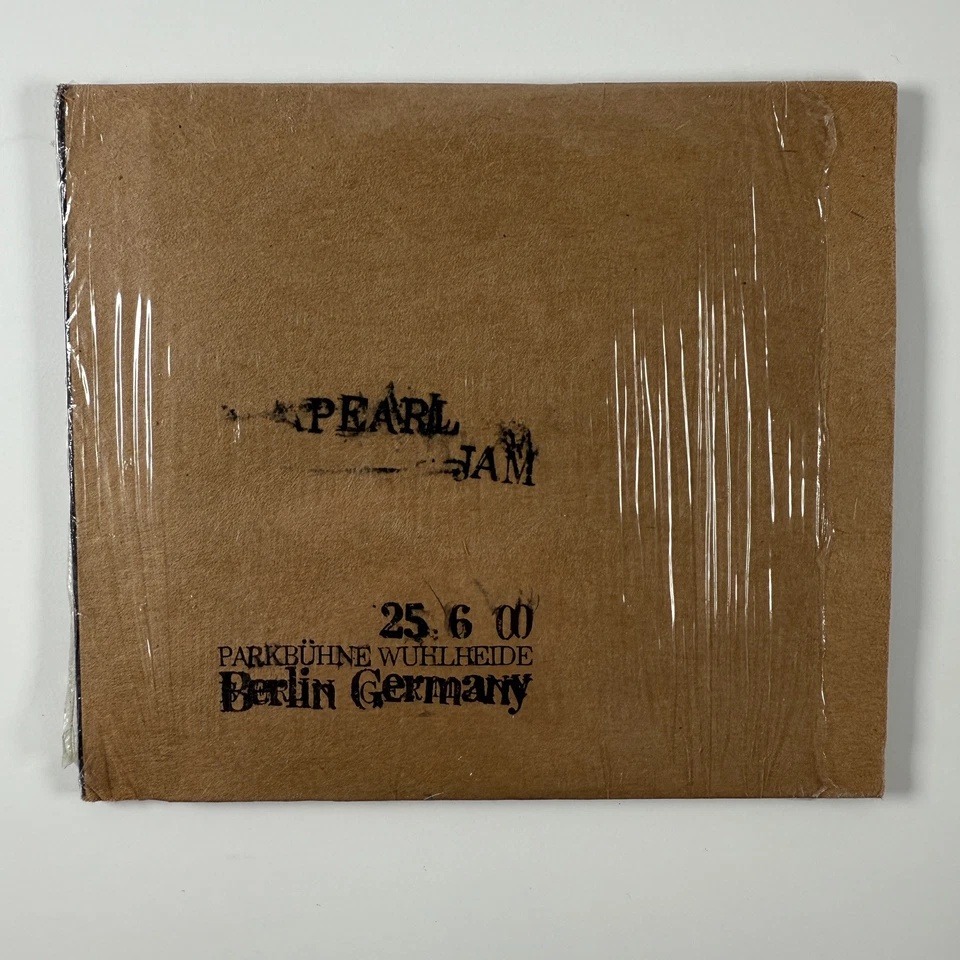 PEARL
JAM
25 6 00
PARKBÜHNE WUHLHEIDE
Berlin Germany